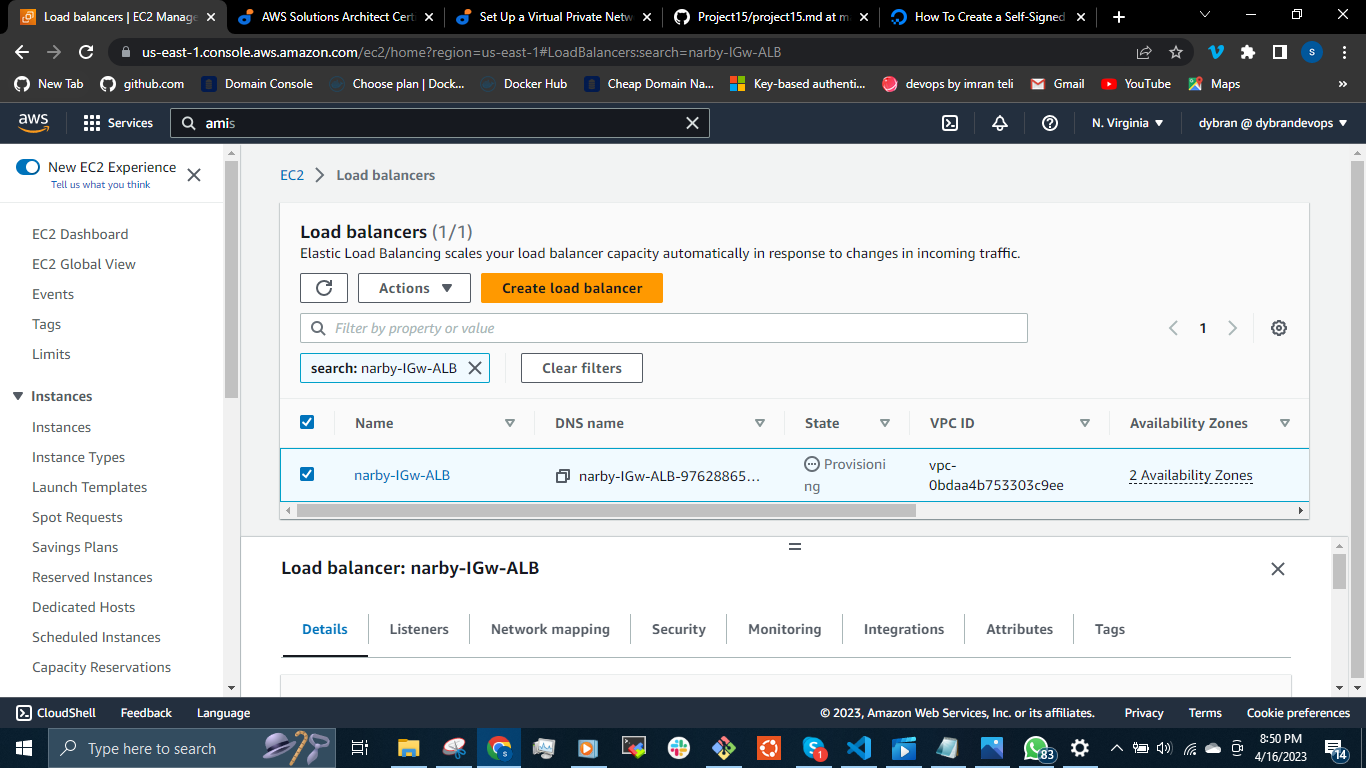 Load balancers | EC2 Manage
AWS Solutions Architect Cert
Set Up a Virtual Private Netw
Project15/project15.md at ma
How To Create a Self-Signed
us-east-1.console.aws.amazon.com/ec2/home?region=us-east-1#LoadBalancers:search=narby-IGw-ALB
S
New Tab
github.com
Domain Console
Choose plan | Dock...
Docker Hub
Cheap Domain Na...
Key-based authenti...
devops by imran teli
Gmail
YouTube
Maps
»
aws
Services
amis
N. Virginia
dybran @ dybrandevops
New EC2 Experience
Tell us what you think
EC2 Dashboard
EC2 Global View
Events
Tags
Limits
Instances
Instances
Instance Types
Launch Templates
Spot Requests
Savings Plans
Reserved Instances
Dedicated Hosts
Scheduled Instances
Capacity Reservations
EC2
Load balancers
Load balancers (1/1)
Elastic Load Balancing scales your load balancer capacity automatically in response to changes in incoming traffic.
Actions
Create load balancer
Filter by property or value
1
search: narby-IGw-ALB
Clear filters
Name
DNS name
State
VPC ID
Availability Zones
narby-IGw-ALB
narby-IGw-ALB-97628865...
Provisioni
ng
vpc-
0bdaa4b753303c9ee
2 Availability Zones
Load balancer: narby-IGw-ALB
Details
Listeners
Network mapping
Security
Monitoring
Integrations
Attributes
Tags
CloudShell
Feedback
Language
© 2023, Amazon Web Services, Inc. or its affiliates.
Privacy
Terms
Cookie preferences
Type here to search
1
83
8:50 PM
4/16/2023
14